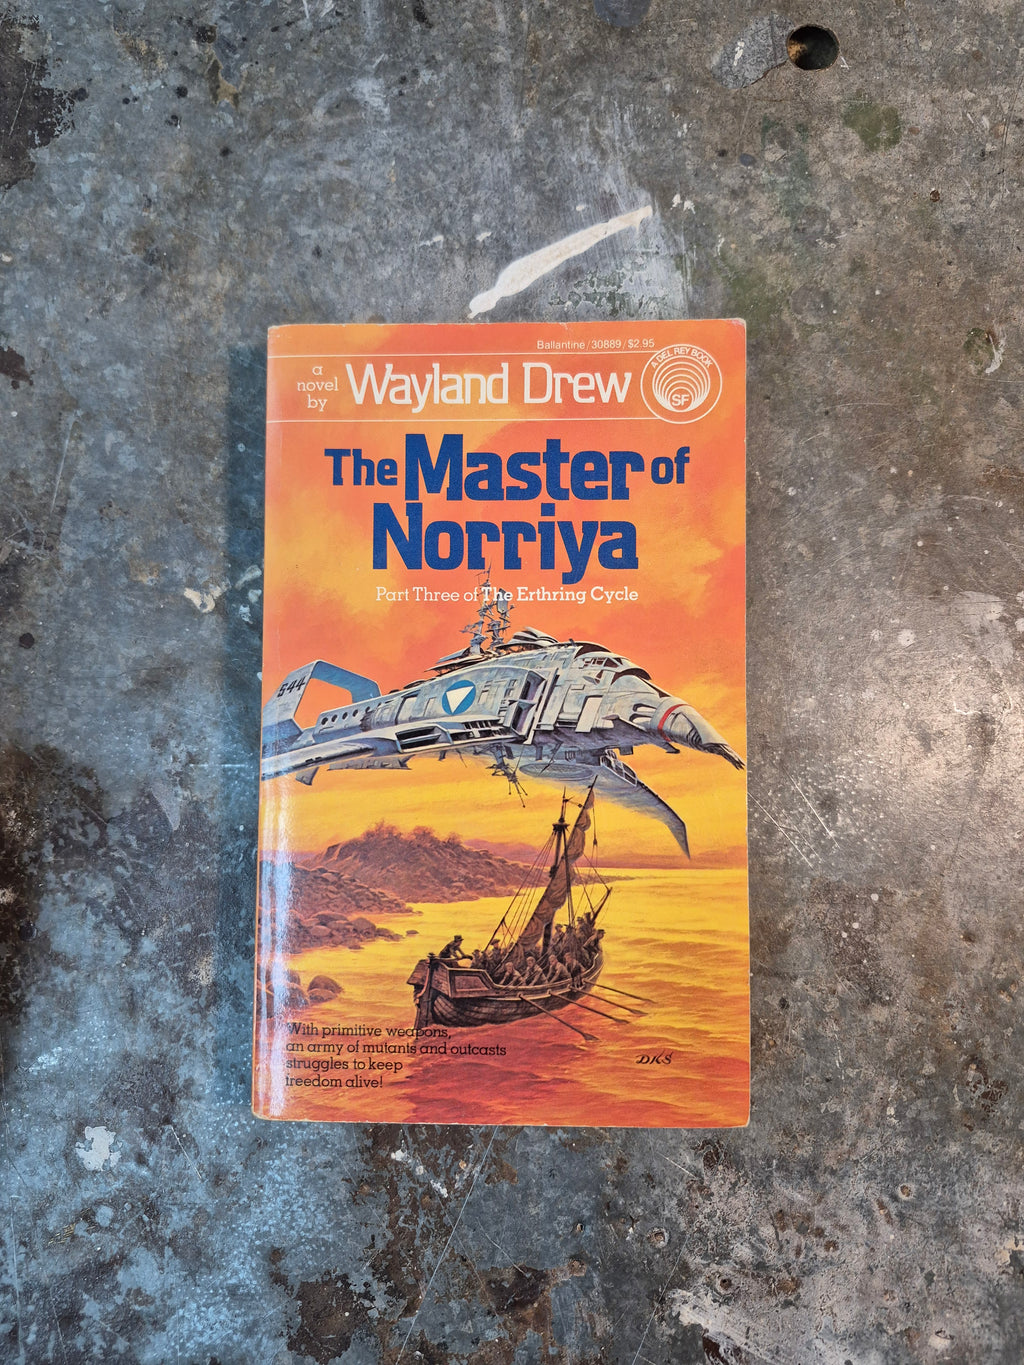 Ballantine/30889/$2.95
a
novel
by
Wayland Drew
A DEL REY BOOK
SF
The Master of
Norriya
Part Three of The Erthring Cycle
544
With primitive weapons,
an army of mutants and outcasts
struggles to keep
freedom alive!
DKS